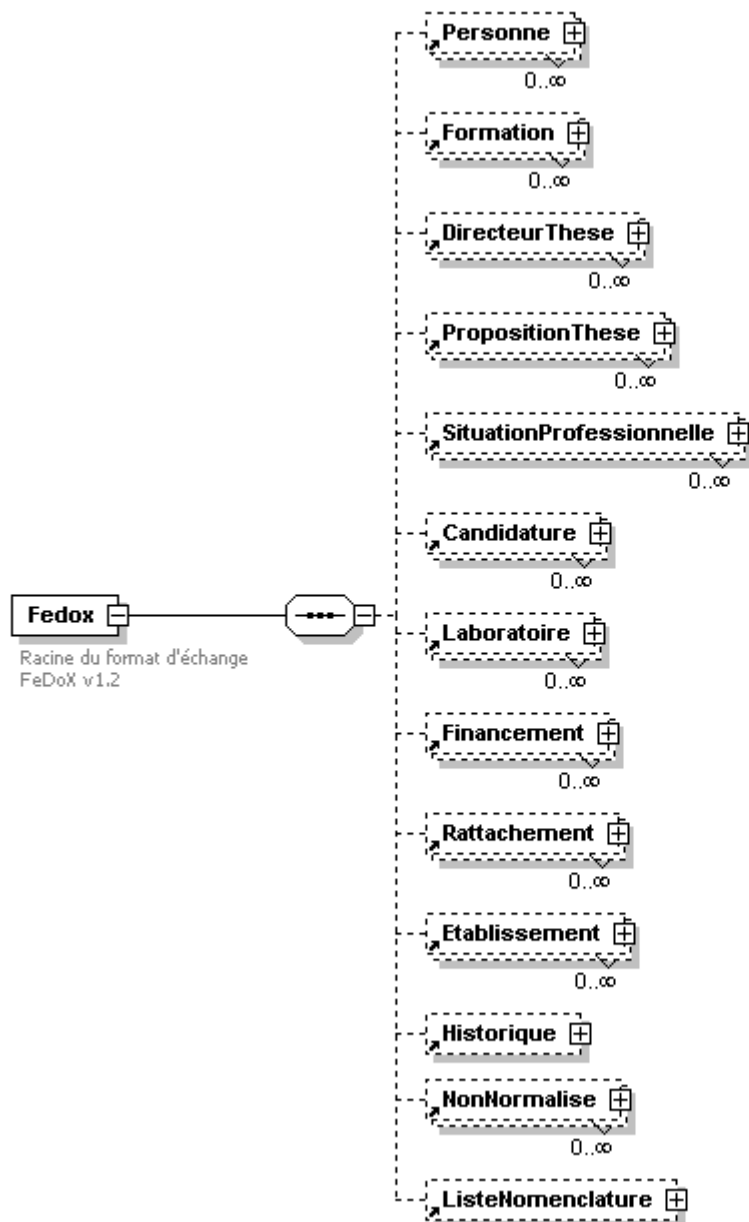 Personne
0..∞
Formation
0..∞
DirecteurThese
0..∞
PropositionThese
0..∞
SituationProfessionnelle
0..∞
Candidature
0..∞
Fedox
Racine du format d'échange
FeDoX v1.2
Laboratoire
0..∞
Financement
0..∞
Rattachement
0..∞
Etablissement
0..∞
Historique
NonNormalise
0..∞
ListeNomenclature